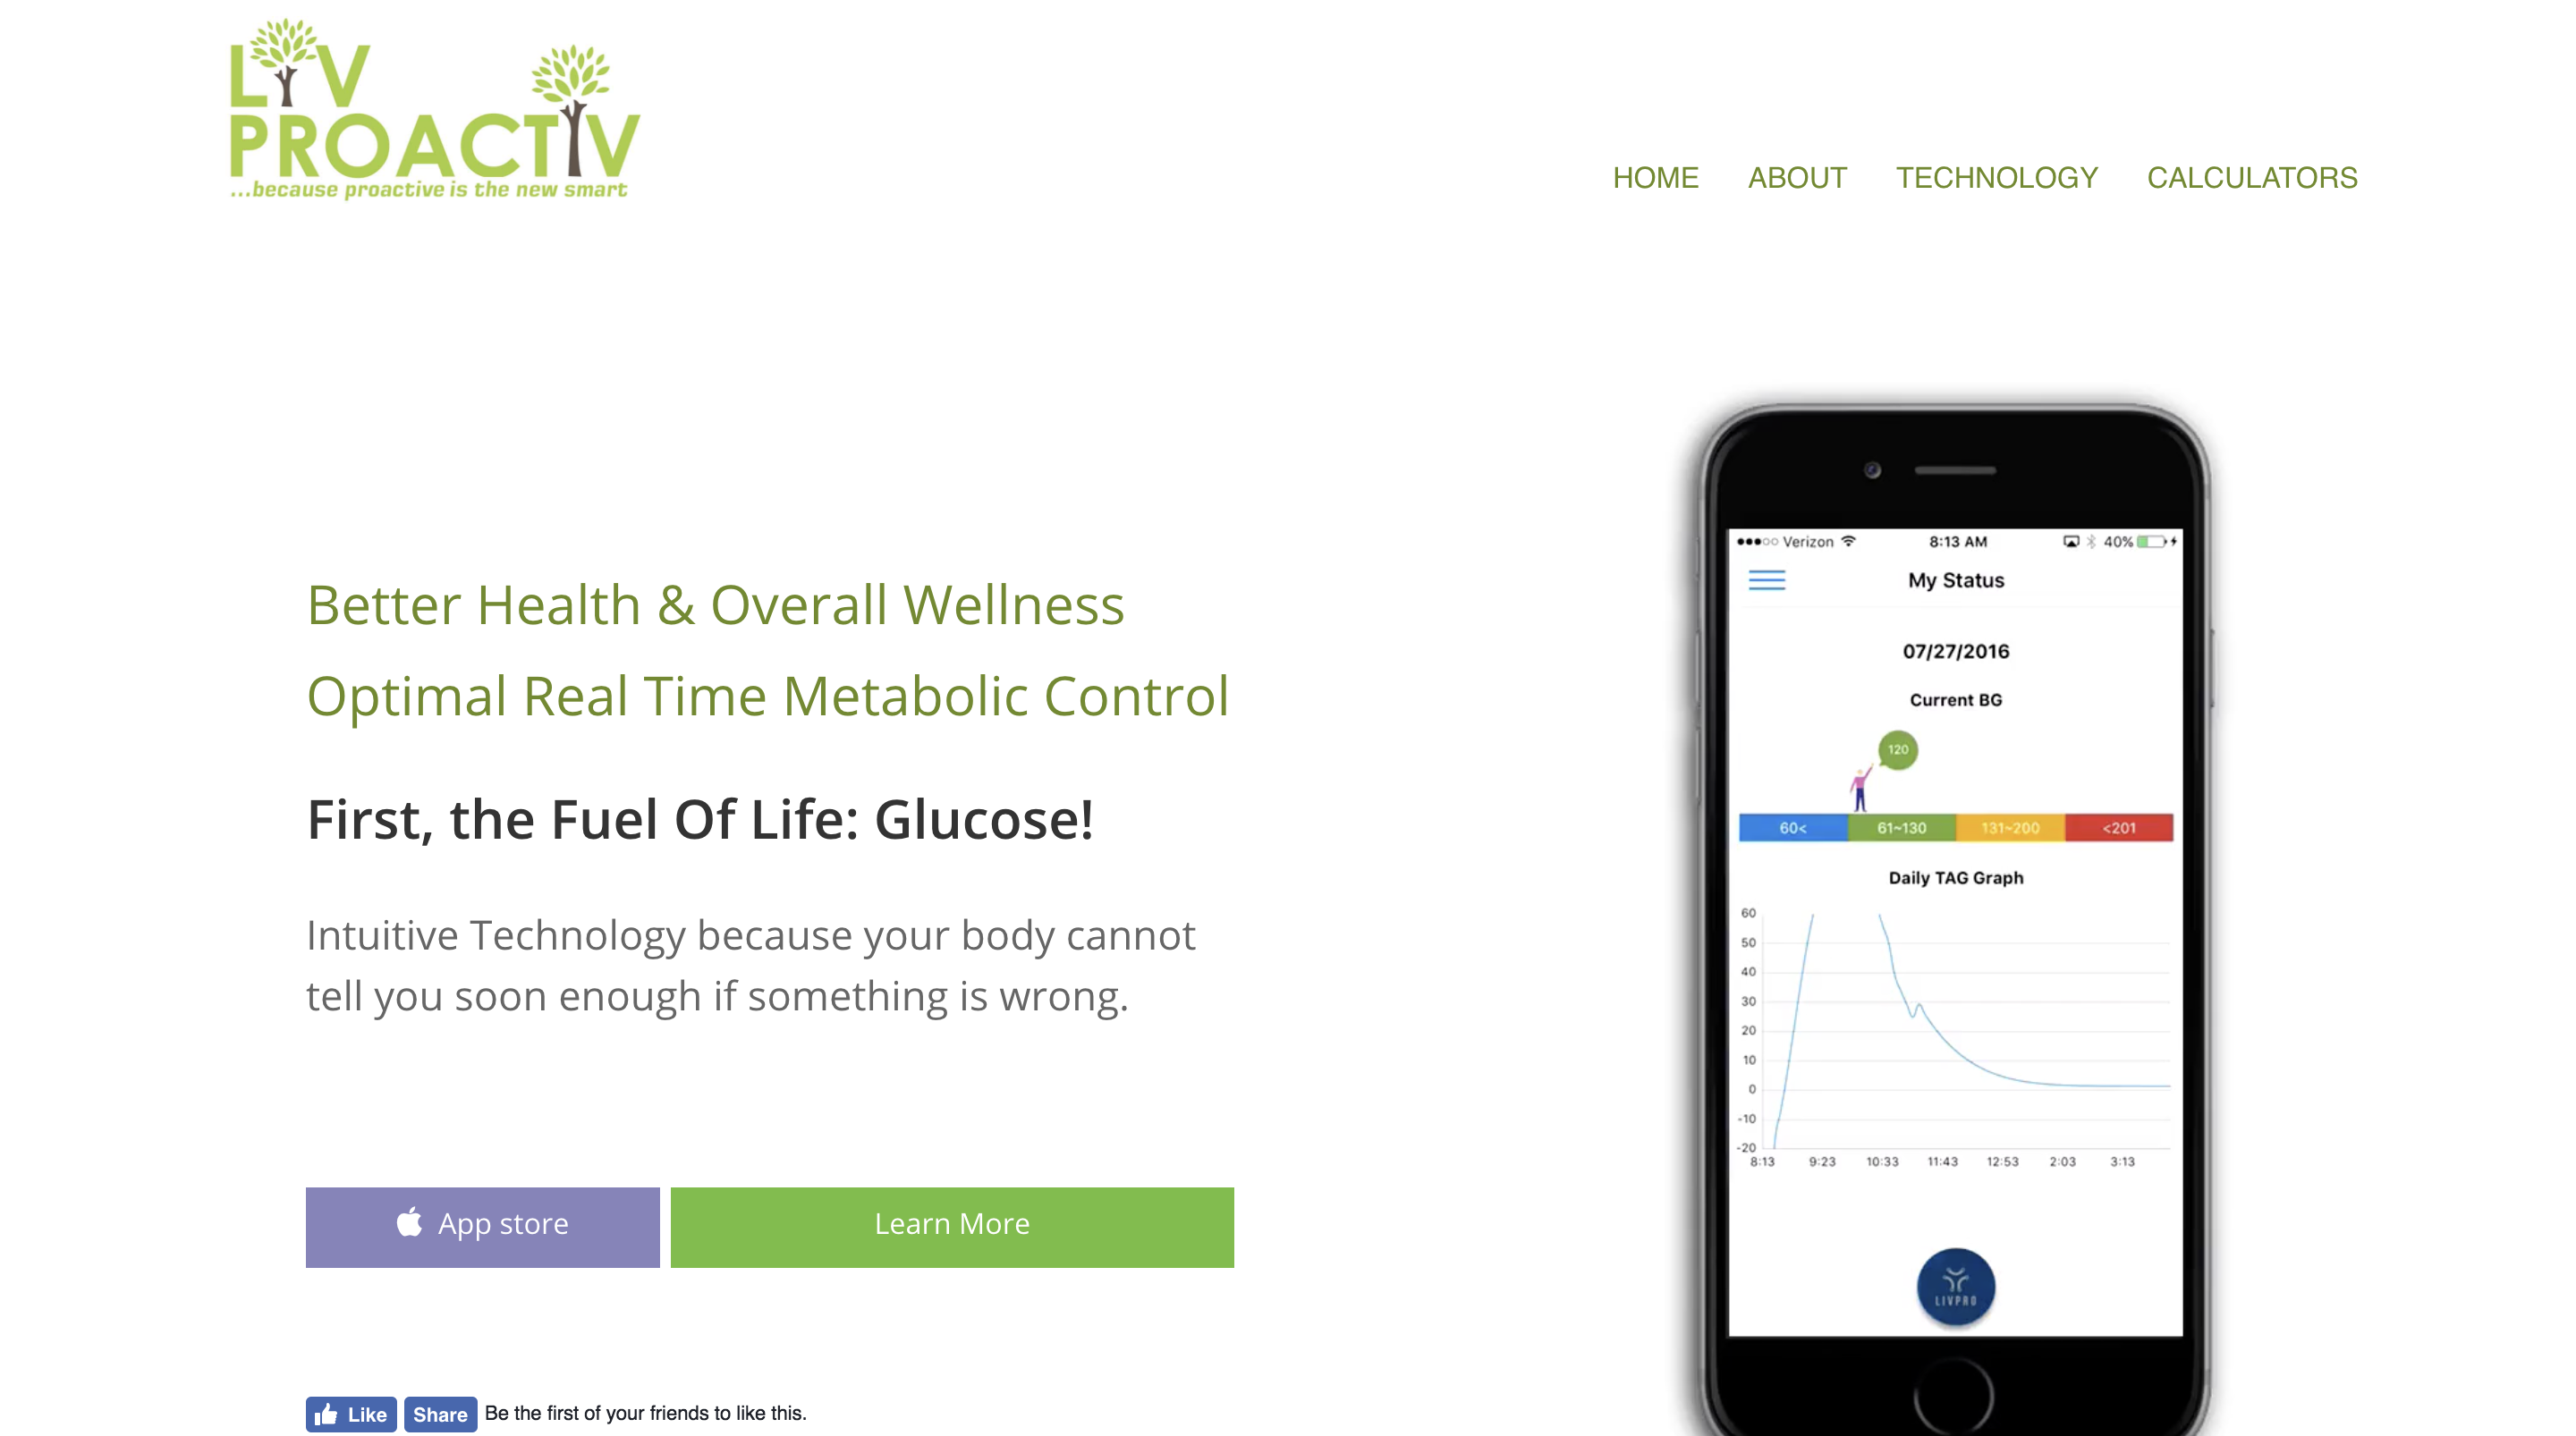 LIV
PROACTIV
...because proactive is the new smart
HOME ABOUT TECHNOLOGY CALCULATORS
Better Health & Overall Wellness
Optimal Real Time Metabolic Control
First, the Fuel Of Life: Glucose!
Intuitive Technology because your body cannot
tell you soon enough if something is wrong.
App store
Learn More
Like Share Be the first of your friends to like this.
Verizon 8:13 AM 40%
My Status
07/27/2016
Current BG
120
60< 61~130 131~200 <201
Daily TAG Graph
60
50
40
30
20
10
0
-10
-20
8:13 9:23 10:33 11:43 12:53 2:03 3:13
LIVPRO